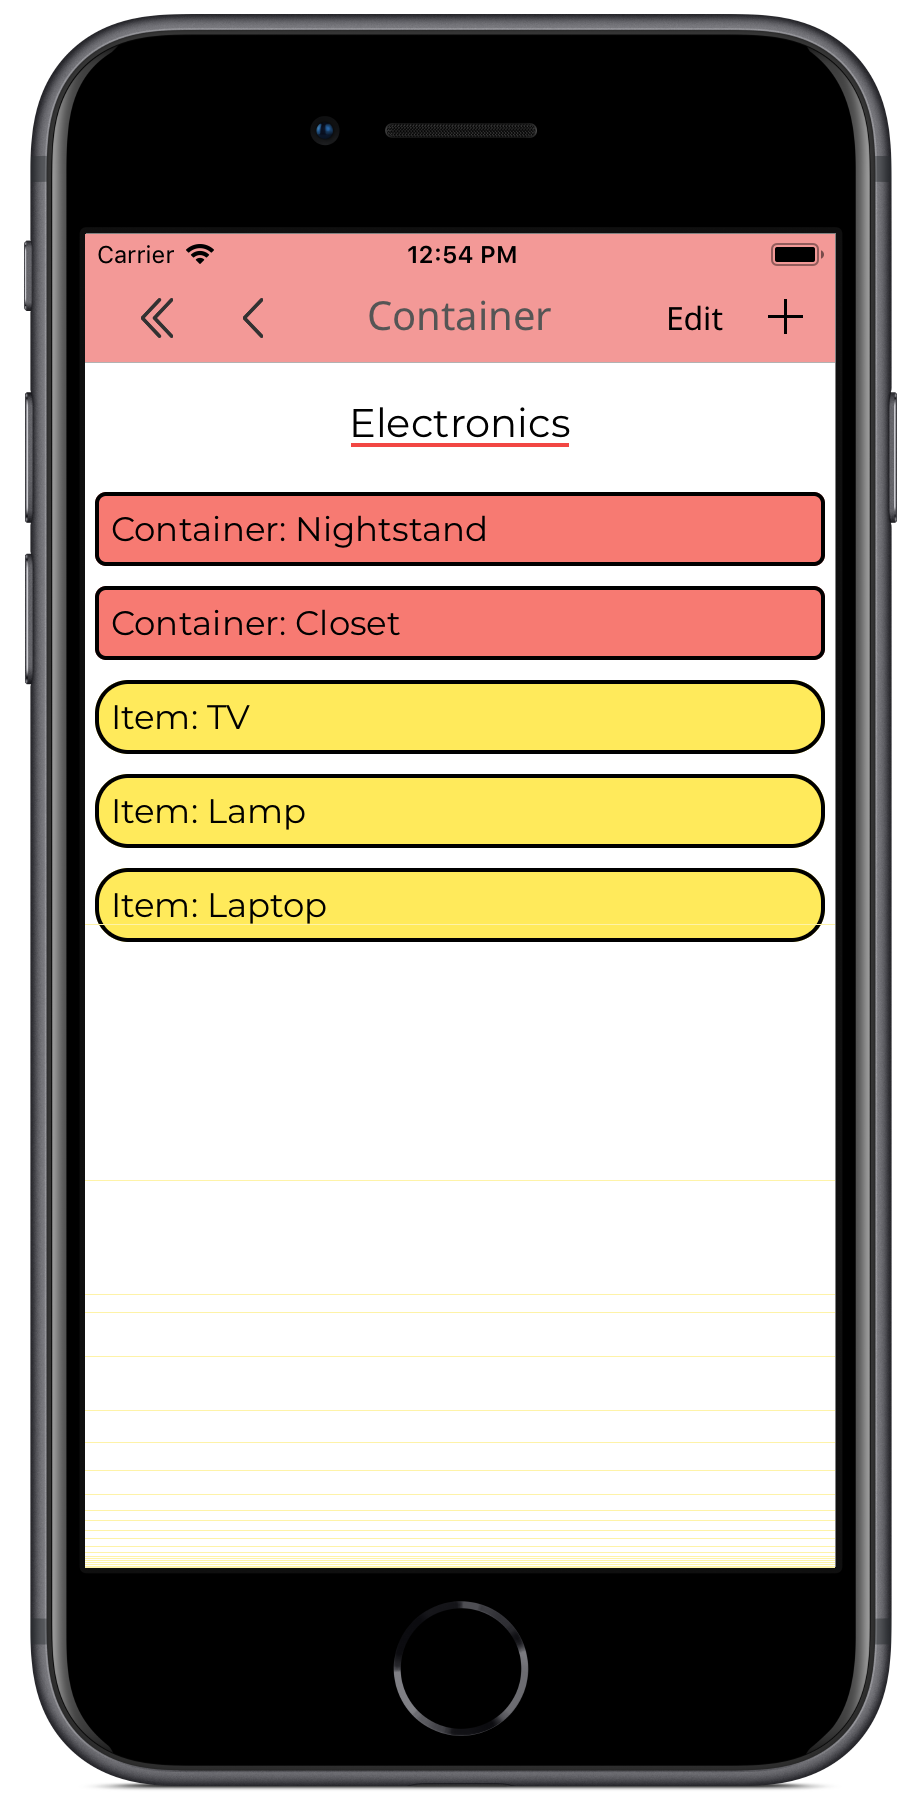 Carrier 12:54 PM
Container Edit
Electronics
Container: Nightstand
Container: Closet
Item: TV
Item: Lamp
Item: Laptop